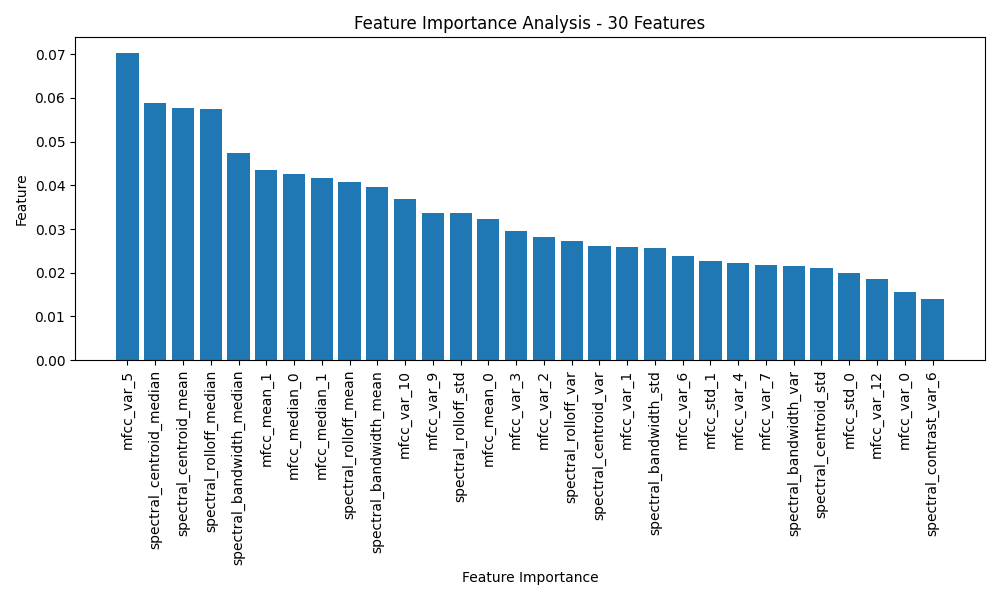 Feature Importance Analysis - 30 Features
Feature
0.07
0.06
0.05
0.04
0.03
0.02
0.01
0.00
mfcc_var_5
spectral_centroid_median
spectral_centroid_mean
spectral_rolloff_median
spectral_bandwidth_median
mfcc_mean_1
mfcc_median_0
mfcc_median_1
spectral_rolloff_mean
spectral_bandwidth_mean
mfcc_var_10
mfcc_var_9
spectral_rolloff_std
mfcc_mean_0
mfcc_var_3
mfcc_var_2
spectral_rolloff_var
spectral_centroid_var
mfcc_var_1
spectral_bandwidth_std
mfcc_var_6
mfcc_std_1
mfcc_var_4
mfcc_var_7
spectral_bandwidth_var
spectral_centroid_std
mfcc_std_0
mfcc_var_12
mfcc_var_0
spectral_contrast_var_6
Feature Importance